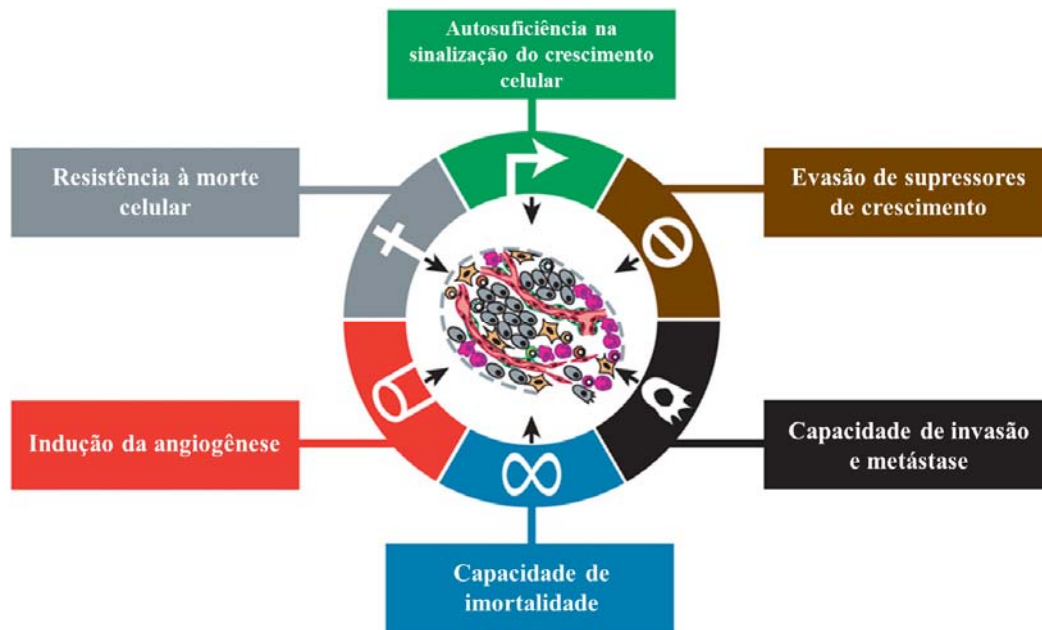 Autosuficiência na
sinalização do crescimento
celular
Resistência à morte
celular
Evasão de supressores
de crescimento
Indução da angiogênese
Capacidade de invasão
e metástase
Capacidade de
imortalidade